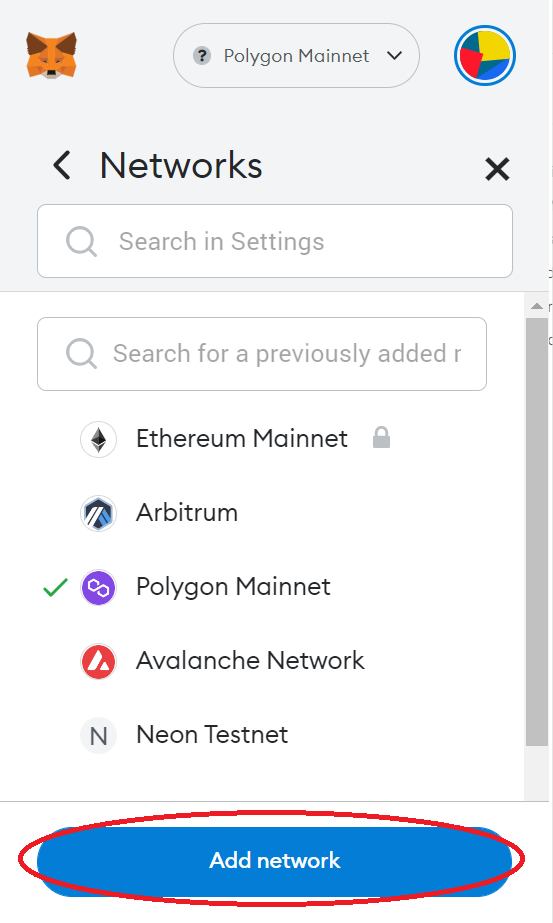 ? Polygon Mainnet
Networks
Search in Settings
Search for a previously added r
Ethereum Mainnet
Arbitrum
Polygon Mainnet
Avalanche Network
N Neon Testnet
Add network